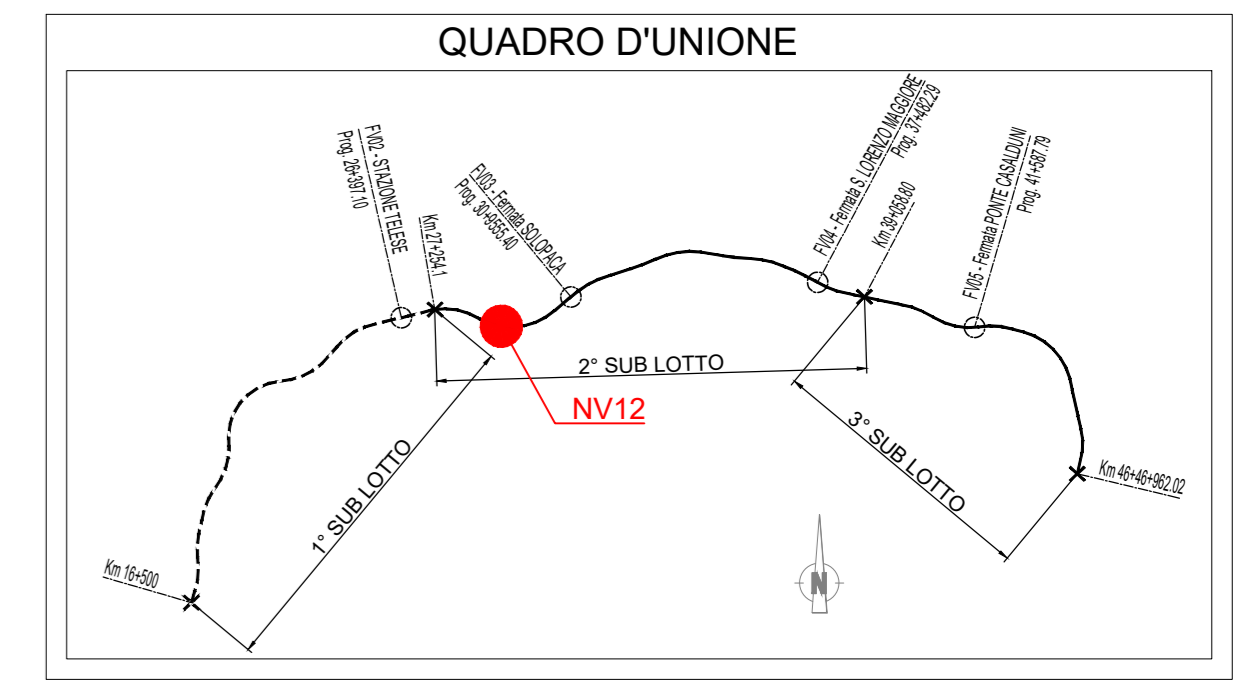 QUADRO D'UNIONE
FV02 - STAZIONE TELESE
Prog. 26+397.10
Km 27+254.1
FV03 - Fermata SOLOPACA
Prog. 30+9555.40
FV04 - Fermata S. LORENZO MAGGIORE
Prog. 37+482.29
Km 39+058.80
FV05 - Fermata PONTE CASALDUNI
Prog. 41+587.79
2° SUB LOTTO
NV12
3° SUB LOTTO
1° SUB LOTTO
Km 46+46+962.02
Km 16+500
N